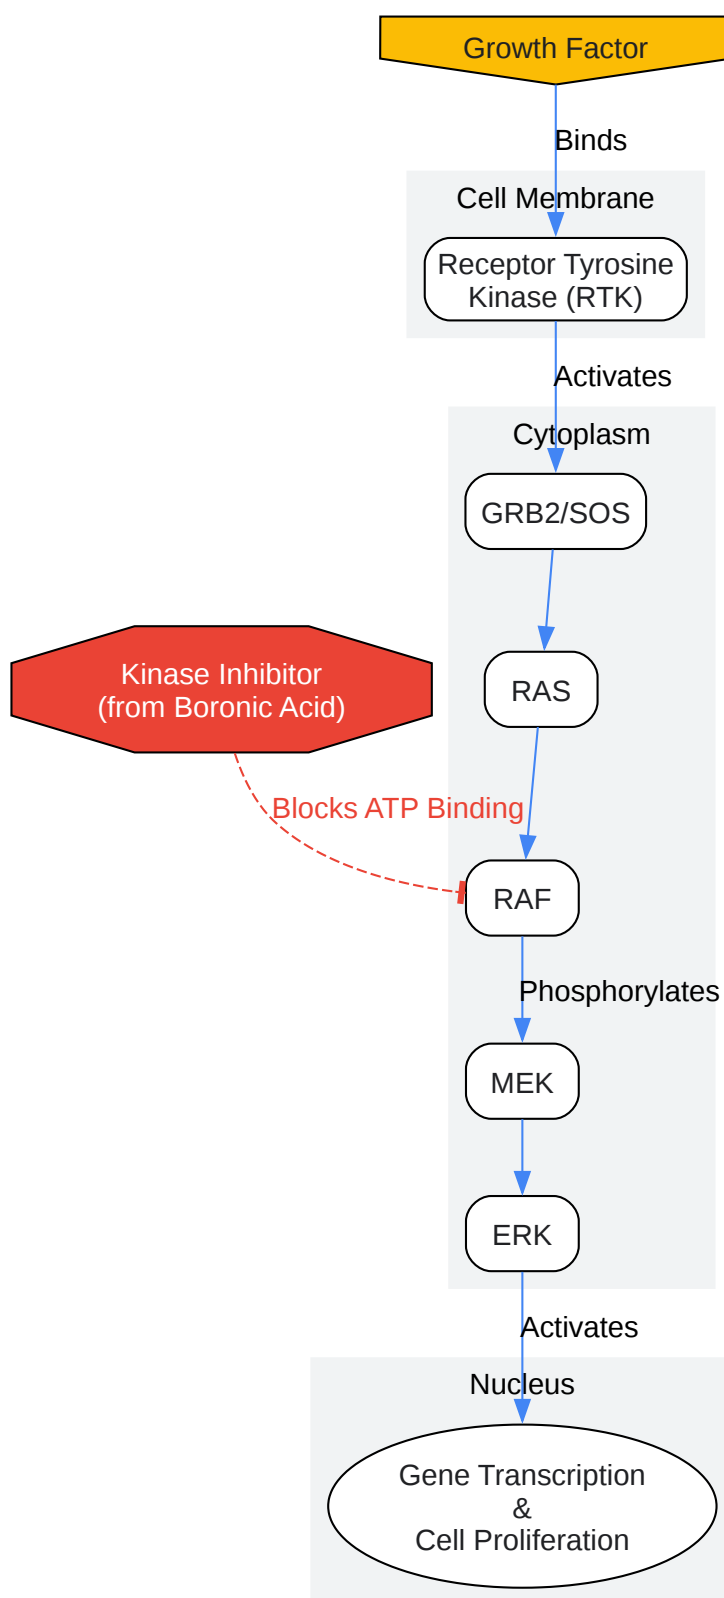 Growth Factor
Binds
Cell Membrane
Receptor Tyrosine
Kinase (RTK)
Activates
Cytoplasm
GRB2/SOS
Kinase Inhibitor
(from Boronic Acid)
RAS
Blocks ATP Binding
RAF
Phosphorylates
MEK
ERK
Activates
Nucleus
Gene Transcription
&
Cell Proliferation